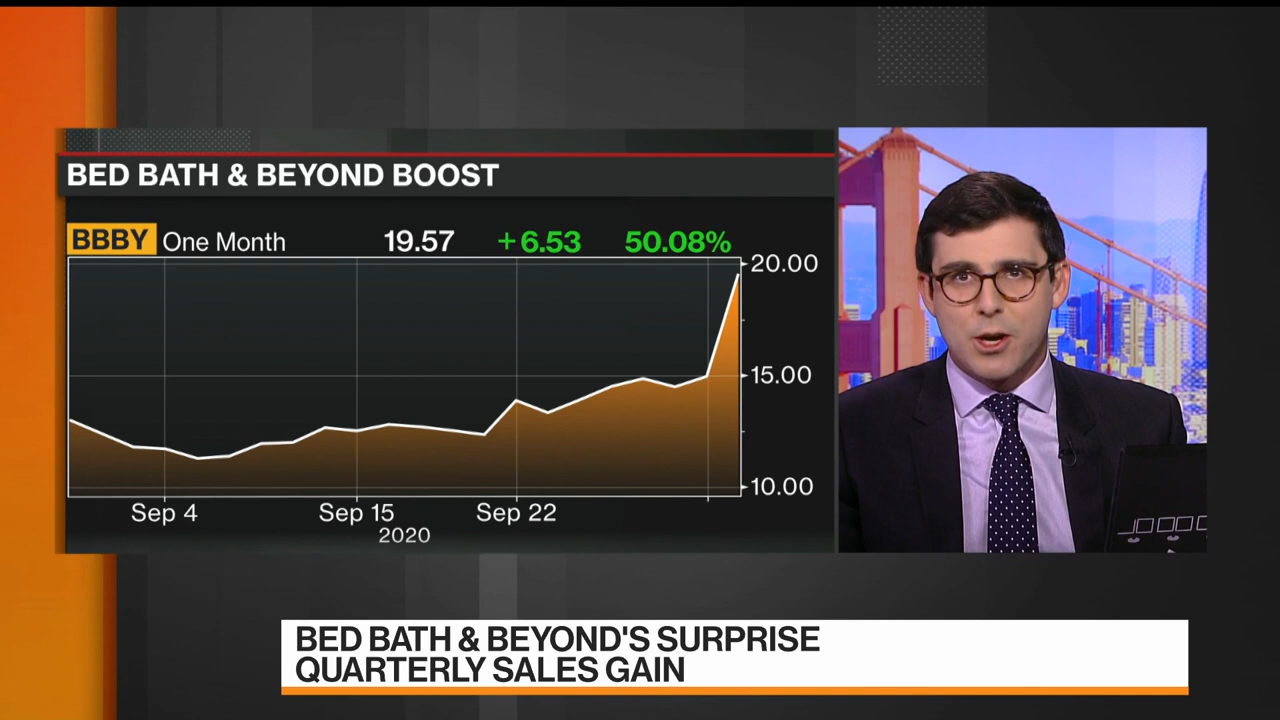 BED BATH & BEYOND BOOST
BBBY One Month 19.57 +6.53 50.08%
20.00
15.00
10.00
Sep 4 Sep 15 Sep 22
2020
BED BATH & BEYOND'S SURPRISE
QUARTERLY SALES GAIN